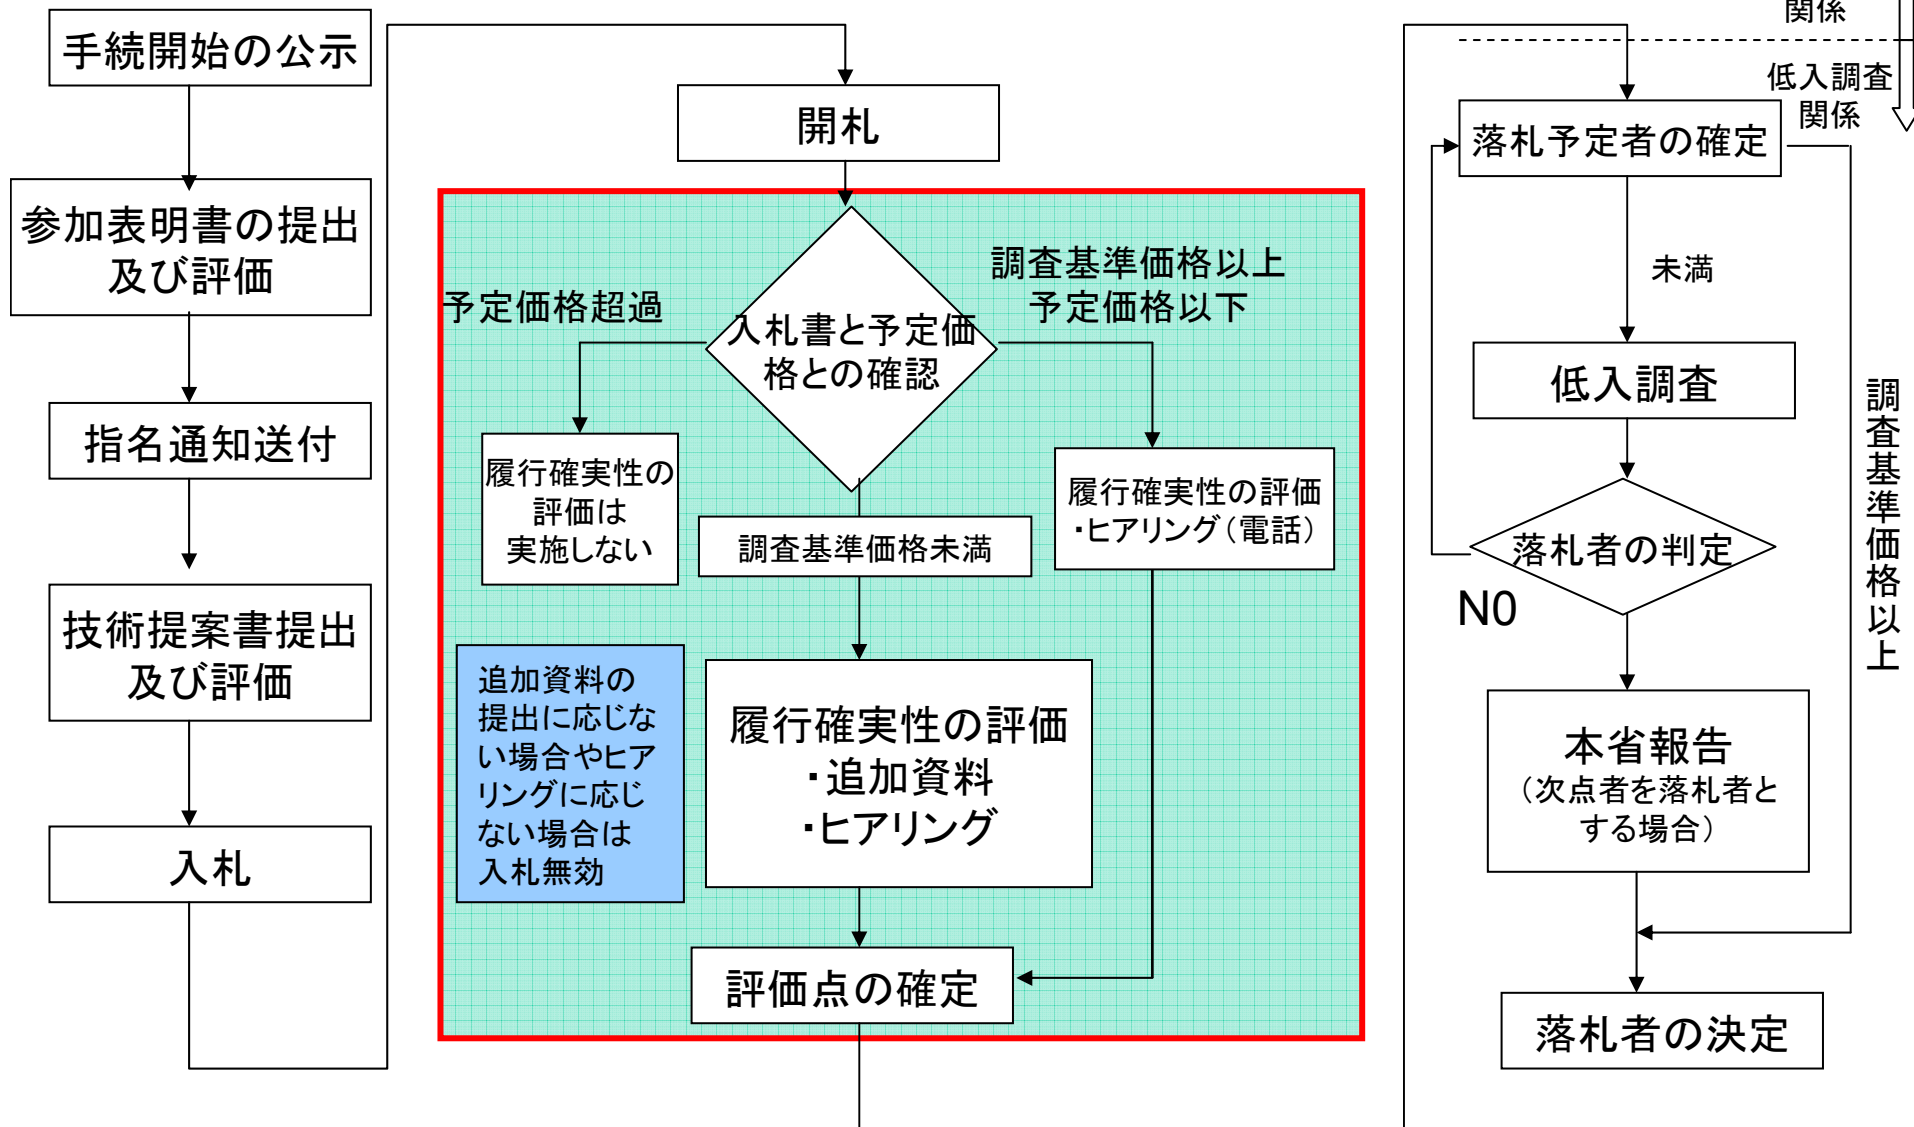 手続開始の公示
参加表明書の提出
及び評価
指名通知送付
技術提案書提出
及び評価
入札
開札
予定価格超過
調査基準価格以上
予定価格以下
入札書と予定価
格との確認
履行確実性の
評価は
実施しない
調査基準価格未満
履行確実性の評価
・ヒアリング（電話）
追加資料の
提出に応じな
い場合やヒア
リングに応じ
ない場合は
入札無効
履行確実性の評価
・追加資料
・ヒアリング
評価点の確定
関係
低入調査
関係
落札予定者の確定
未満
低入調査
調査基準価格以上
落札者の判定
N0
本省報告
（次点者を落札者と
する場合）
落札者の決定